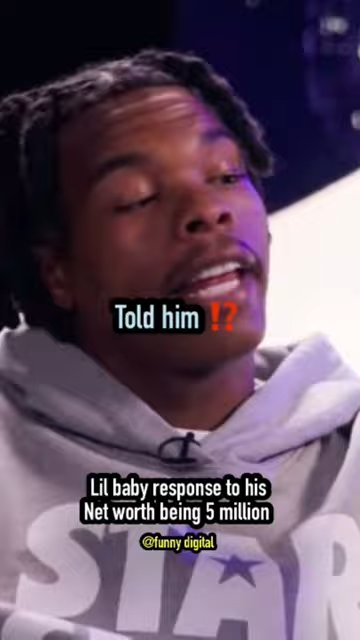 Told him ⁉️
Lil baby response to his
Net worth being 5 million
@funny digital
STAR